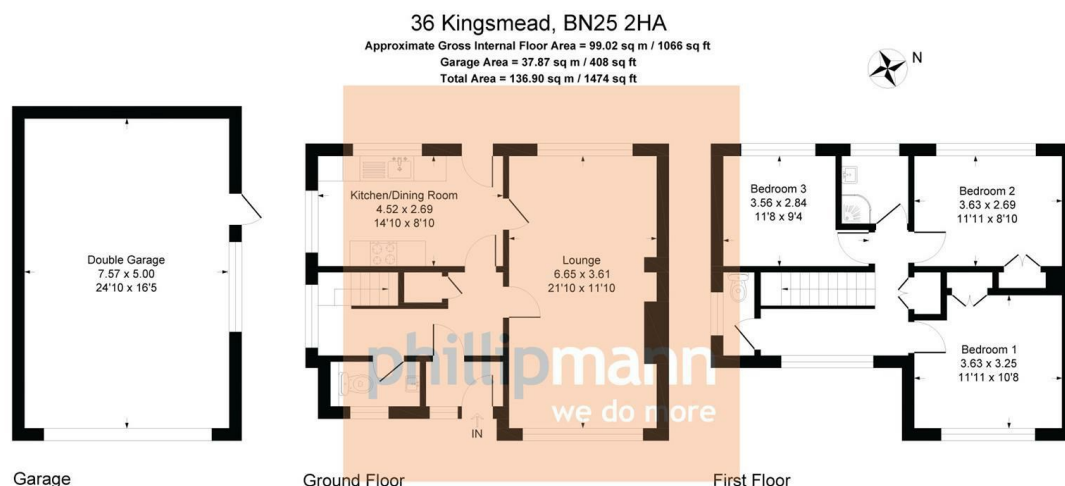 36 Kingsmead, BN25 2HA
Approximate Gross Internal Floor Area = 99.02 sq m / 1066 sq ft
Garage Area = 37.87 sq m / 408 sq ft
Total Area = 136.90 sq m / 1474 sq ft
N
Double Garage
7.57 x 5.00
24'10 x 16'5
Garage
Kitchen/Dining Room
4.52 x 2.69
14'10 x 8'10
Lounge
6.65 x 3.61
21'10 x 11'10
IN
Ground Floor
phillipmann
we do more
Bedroom 3
3.56 x 2.84
11'8 x 9'4
Bedroom 2
3.63 x 2.69
11'11 x 8'10
Bedroom 1
3.63 x 3.25
11'11 x 10'8
First Floor